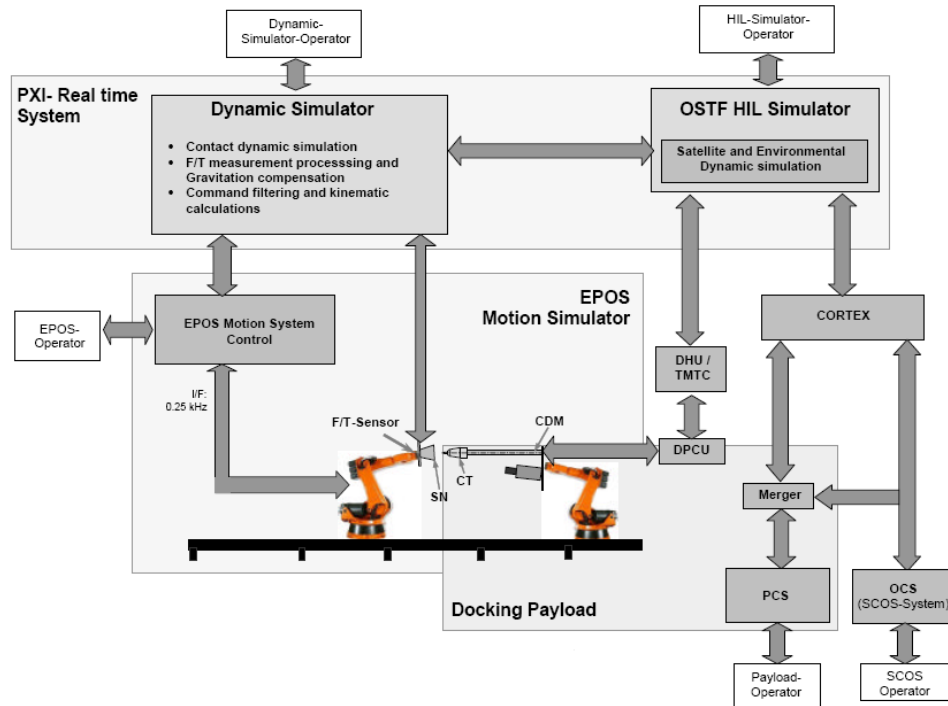 Dynamic-
Simulator-Operator
HIL-Simulator-
Operator
PXI- Real time
System
Dynamic Simulator
• Contact dynamic simulation
• F/T measurement processsing and
Gravitation compensation
• Command filtering and kinematic
calculations
OSTF HIL Simulator
Satellite and Environmental
Dynamic simulation
EPOS
Motion Simulator
EPOS-
Operator
EPOS Motion System
Control
CORTEX
I/F:
0.25 kHz
DHU /
TMTC
F/T-Sensor
CDM
SN
CT
DPCU
Merger
Docking Payload
PCS
OCS
(SCOS-System)
Payload-
Operator
SCOS
Operator